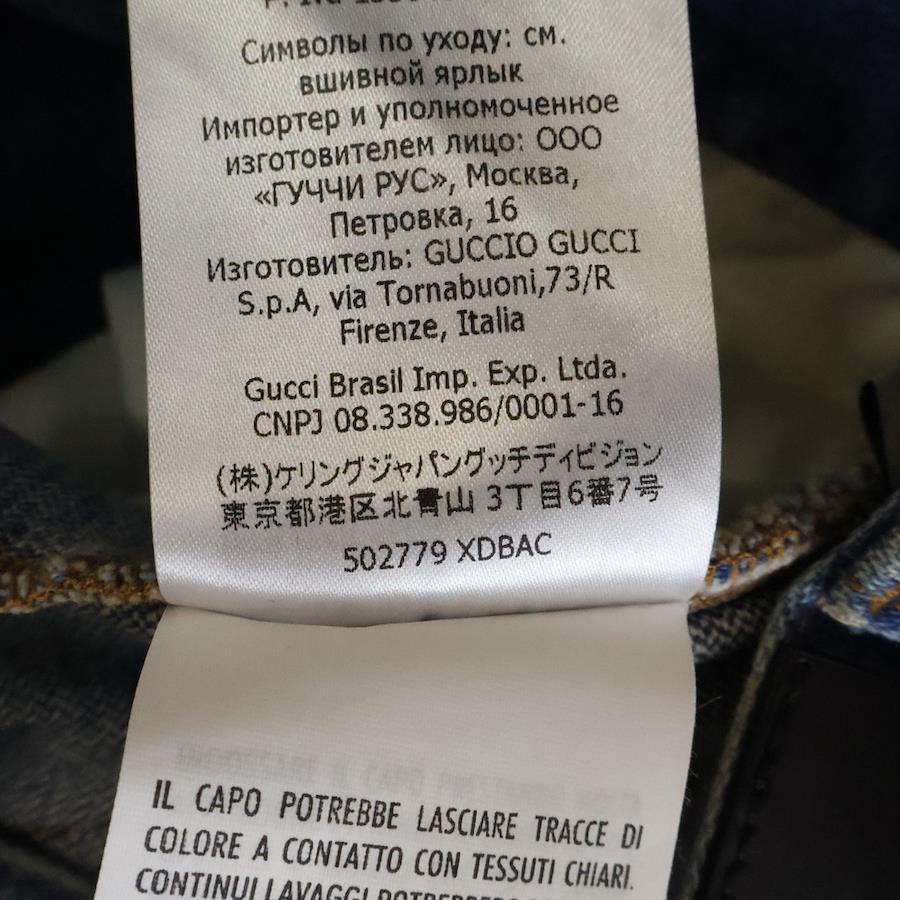 Символы по уходу: см.
вшивной ярлык
Импортер и уполномоченное
изготовителем лицо: ООО
«ГУЧЧИ РУС», Москва,
Петровка, 16
Изготовитель: GUCCIO GUCCI
S.p.A, via Tornabuoni,73/R
Firenze, Italia
Gucci Brasil Imp. Exp. Ltda.
CNPJ 08.338.986/0001-16
(株)ケリングジャパングッチディビジョン
東京都港区北青山 3丁目6番7号
502779 XDBAC
IL CAPO POTREBBE LASCIARE TRACCE DI
COLORE A CONTATTO CON TESSUTI CHIARI.
CONTINUI LAVAGGI